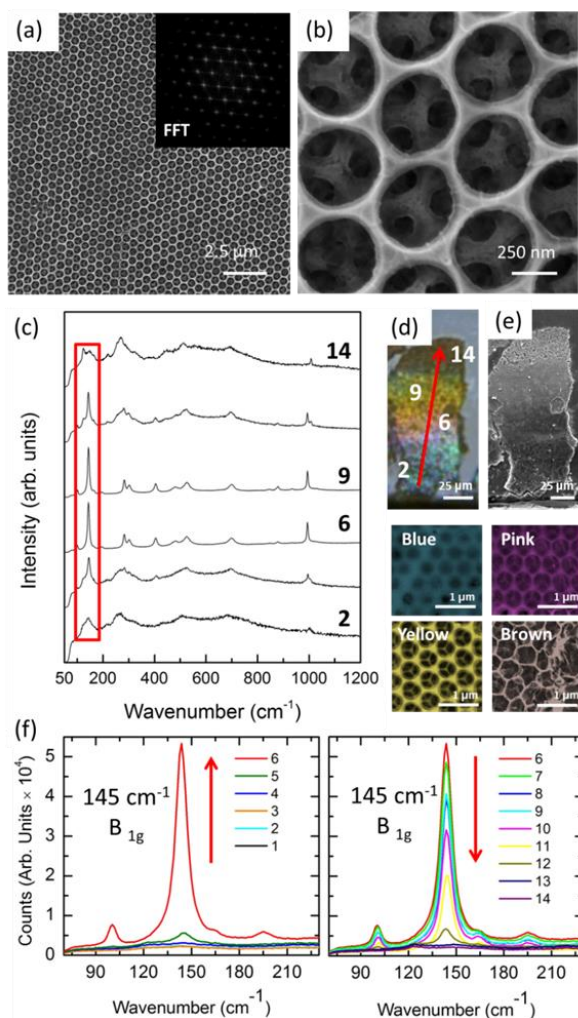 (a)
FFT
2.5 µm
(b)
250 nm
(c)
Intensity (arb. units)
14
9
6
2
50 200 400 600 800 1000 1200
Wavenumber (cm-1)
(d)
14
9
6
2
25 µm
(e)
25 µm
Blue
1 µm
Pink
1 µm
Yellow
1 µm
Brown
1 µm
(f)
Counts (Arb. Units × 10⁴)
5
4
3
2
1
0
145 cm-1
B 1g
6
5
4
3
2
1
90 120 150 180 210
Wavenumber (cm-1)
145 cm-1
B 1g
6
7
8
9
10
11
12
13
14
90 120 150 180 210
Wavenumber (cm-1)